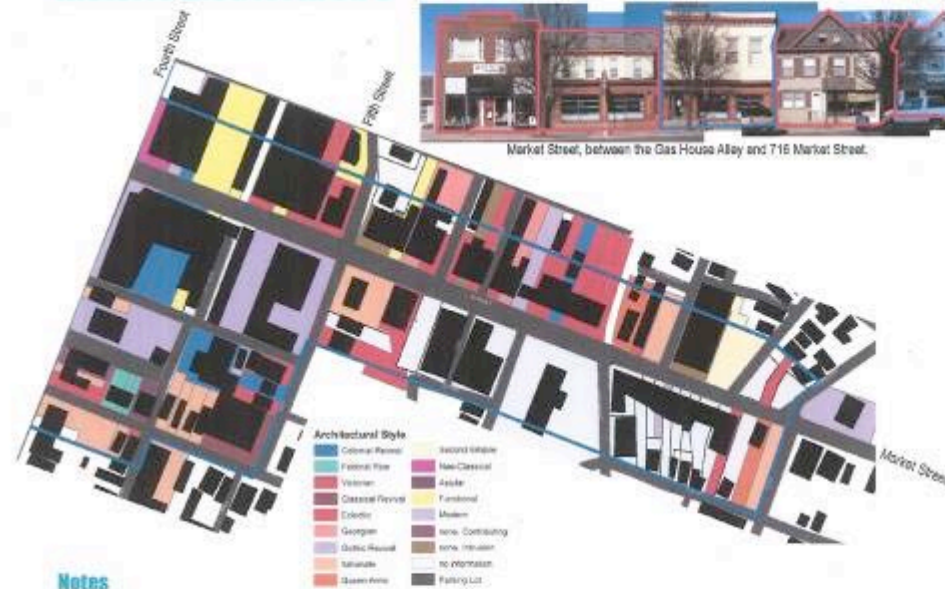 Fourth Street
Fifth Street
Market Street, between the Gas House Alley and 716 Market Street.
Market Street
Architectural Style
Colonial Revival
Federal Row
Victorian
Classical Revival
Eclectic
Georgian
Gothic Revival
Italianate
Queen Anne
Second Empire
Neo-Classical
Functional
Modern
none, Contributing
none, Intrusion
no information
Parking Lot
Notes